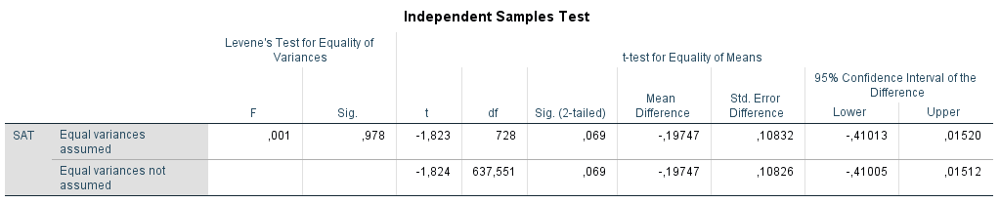 Independent Samples Test
Levene's Test for Equality of Variances
t-test for Equality of Means
95% Confidence Interval of the Difference
F Sig. t df Sig. (2-tailed) Mean Difference Std. Error Difference Lower Upper
SAT Equal variances assumed ,001 ,978 -1,823 728 ,069 -,19747 ,10832 -,41013 ,01520
Equal variances not assumed -1,824 637,551 ,069 -,19747 ,10826 -,41005 ,01512